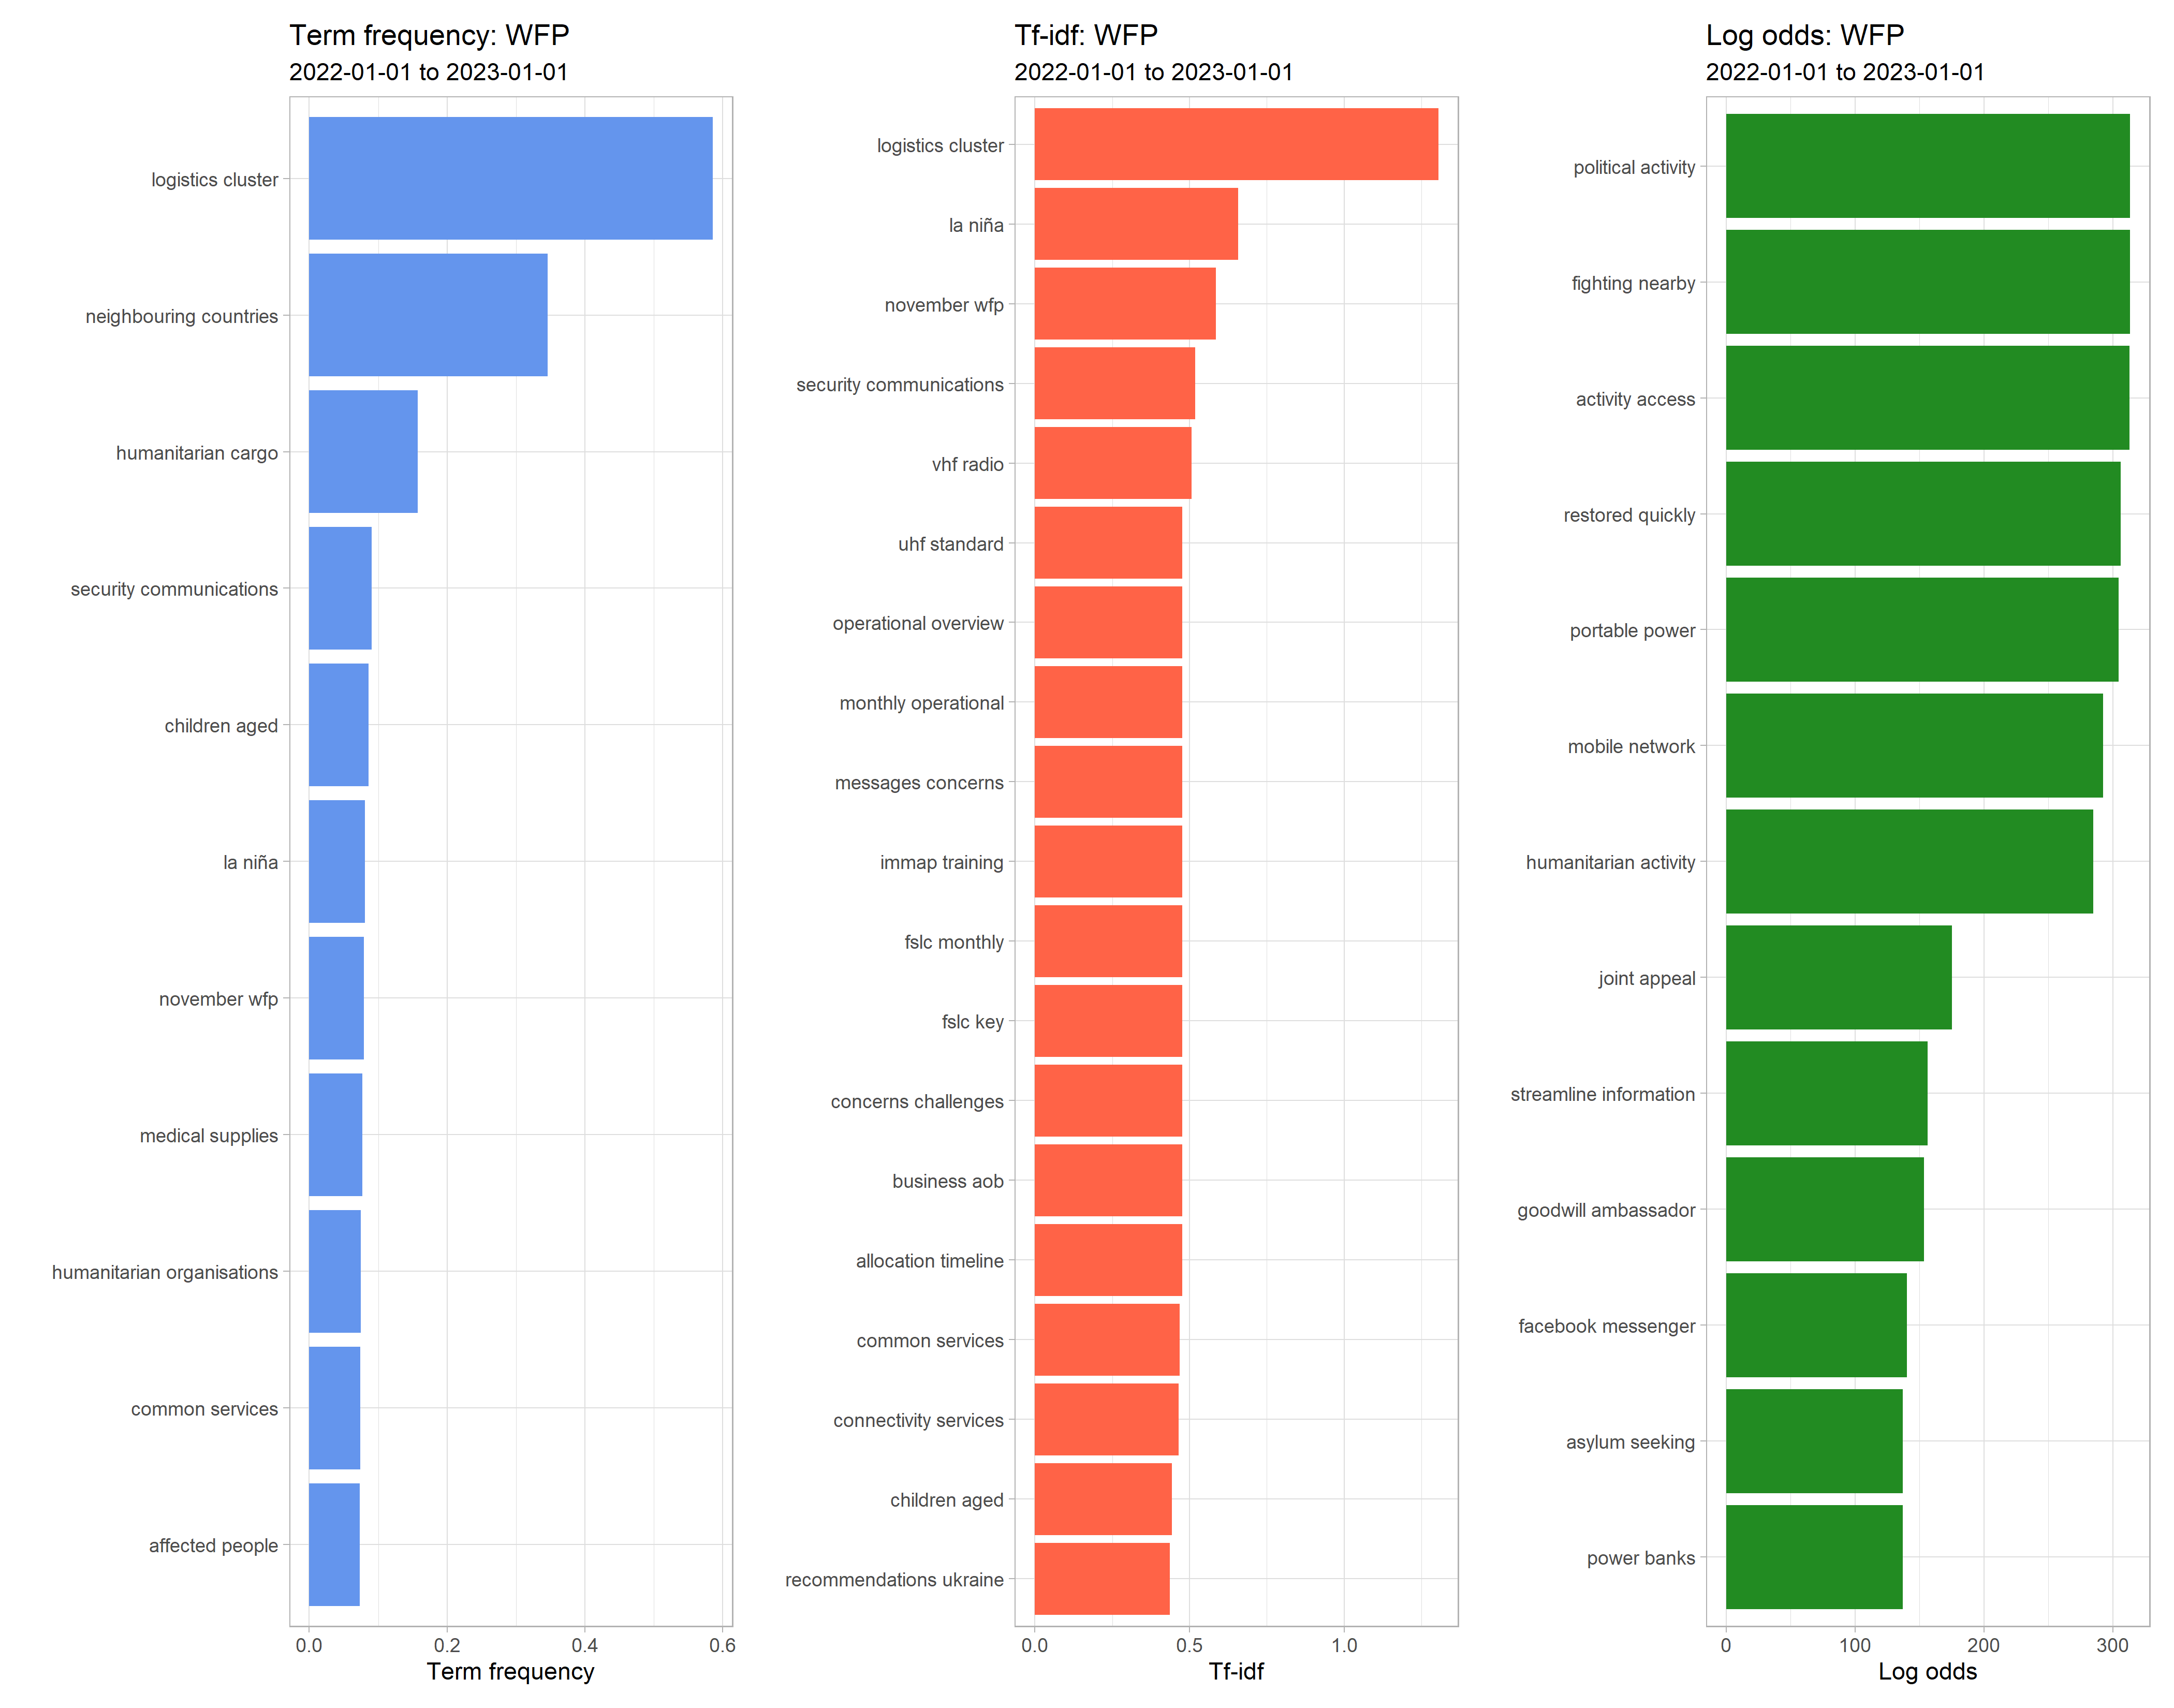 Term frequency: WFP
2022-01-01 to 2023-01-01
logistics cluster
neighbouring countries
humanitarian cargo
security communications
children aged
la niña
november wfp
medical supplies
humanitarian organisations
common services
affected people
0.0 0.2 0.4 0.6
Term frequency
Tf-idf: WFP
2022-01-01 to 2023-01-01
logistics cluster
la niña
november wfp
security communications
vhf radio
uhf standard
operational overview
monthly operational
messages concerns
immap training
fslc monthly
fslc key
concerns challenges
business aob
allocation timeline
common services
connectivity services
children aged
recommendations ukraine
0.0 0.5 1.0
Tf-idf
Log odds: WFP
2022-01-01 to 2023-01-01
political activity
fighting nearby
activity access
restored quickly
portable power
mobile network
humanitarian activity
joint appeal
streamline information
goodwill ambassador
facebook messenger
asylum seeking
power banks
0 100 200 300
Log odds